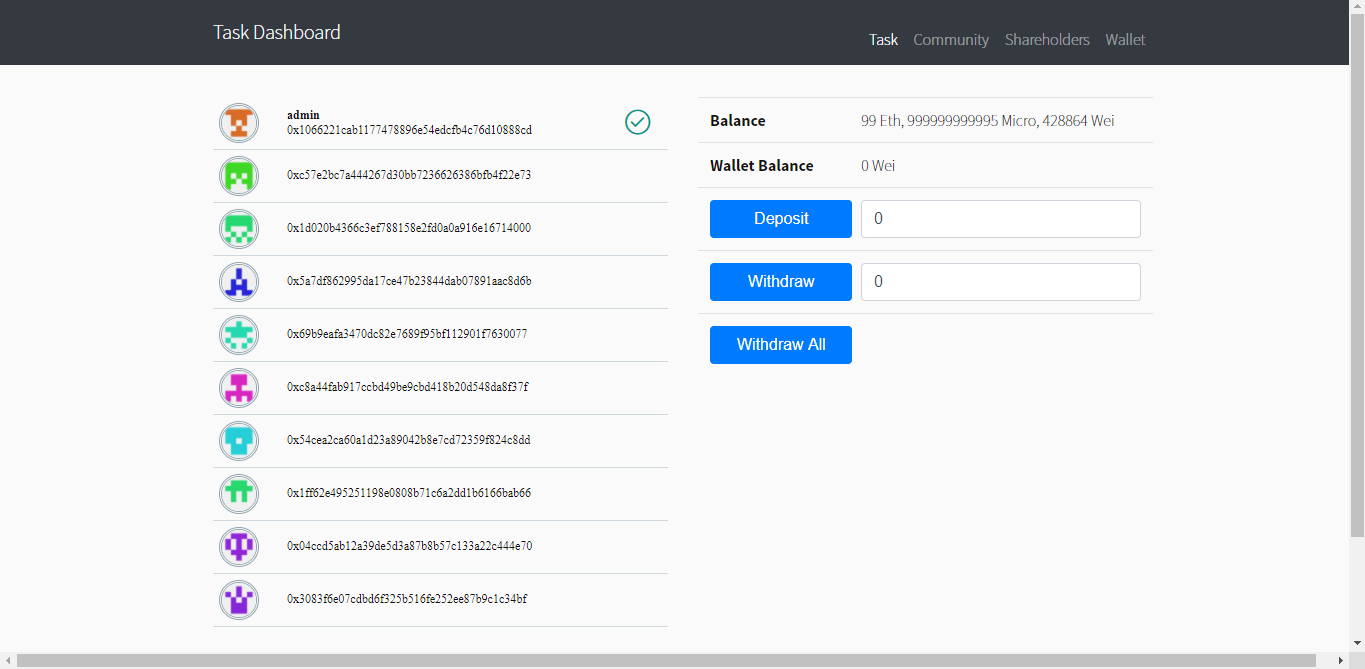 Task Dashboard
Task Community Shareholders Wallet
admin
0x1066221cab1177478896e54edcfb4c76d10888cd
0xc57e2bc7a444267d30bb7236626386bfb4f22e73
0x1d020b4366c3ef788158e2fd0a0a916e16714000
0x5a7df862995da17ce47b23844dab07891aac8d6b
0x69b9eafa3470dc82e7689f95bf112901f7630077
0xc8a44fab917ccbd49be9cbd418b20d548da8f37f
0x54cea2ca60a1d23a89042b8e7cd72359f824c8dd
0x1ff62e495251198e0808b71c6a2dd1b6166bab66
0x04ccd5ab12a39de5d3a87b8b57c133a22c444e70
0x3083f6e07cdbd6f325b516fe252ee87b9c1c34bf
Balance 99 Eth, 999999999995 Micro, 428864 Wei
Wallet Balance 0 Wei
Deposit 0
Withdraw 0
Withdraw All